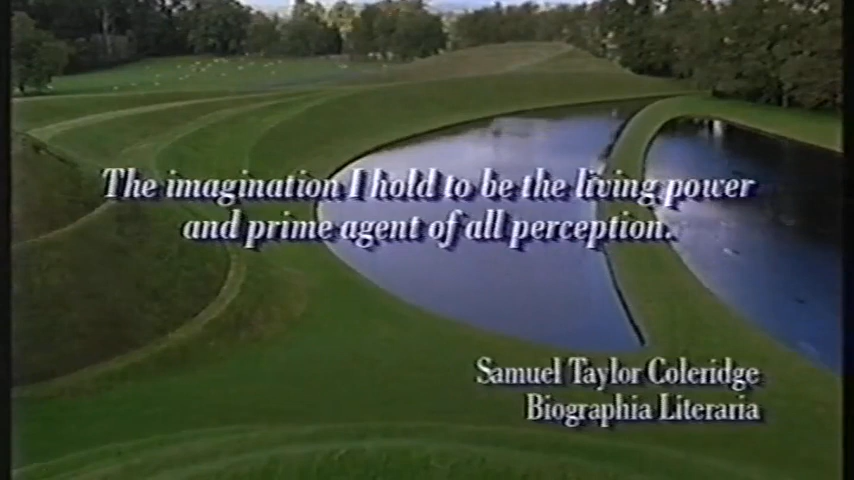 The imagination I hold to be the living power
and prime agent of all perception.
Samuel Taylor Coleridge
Biographia Literaria